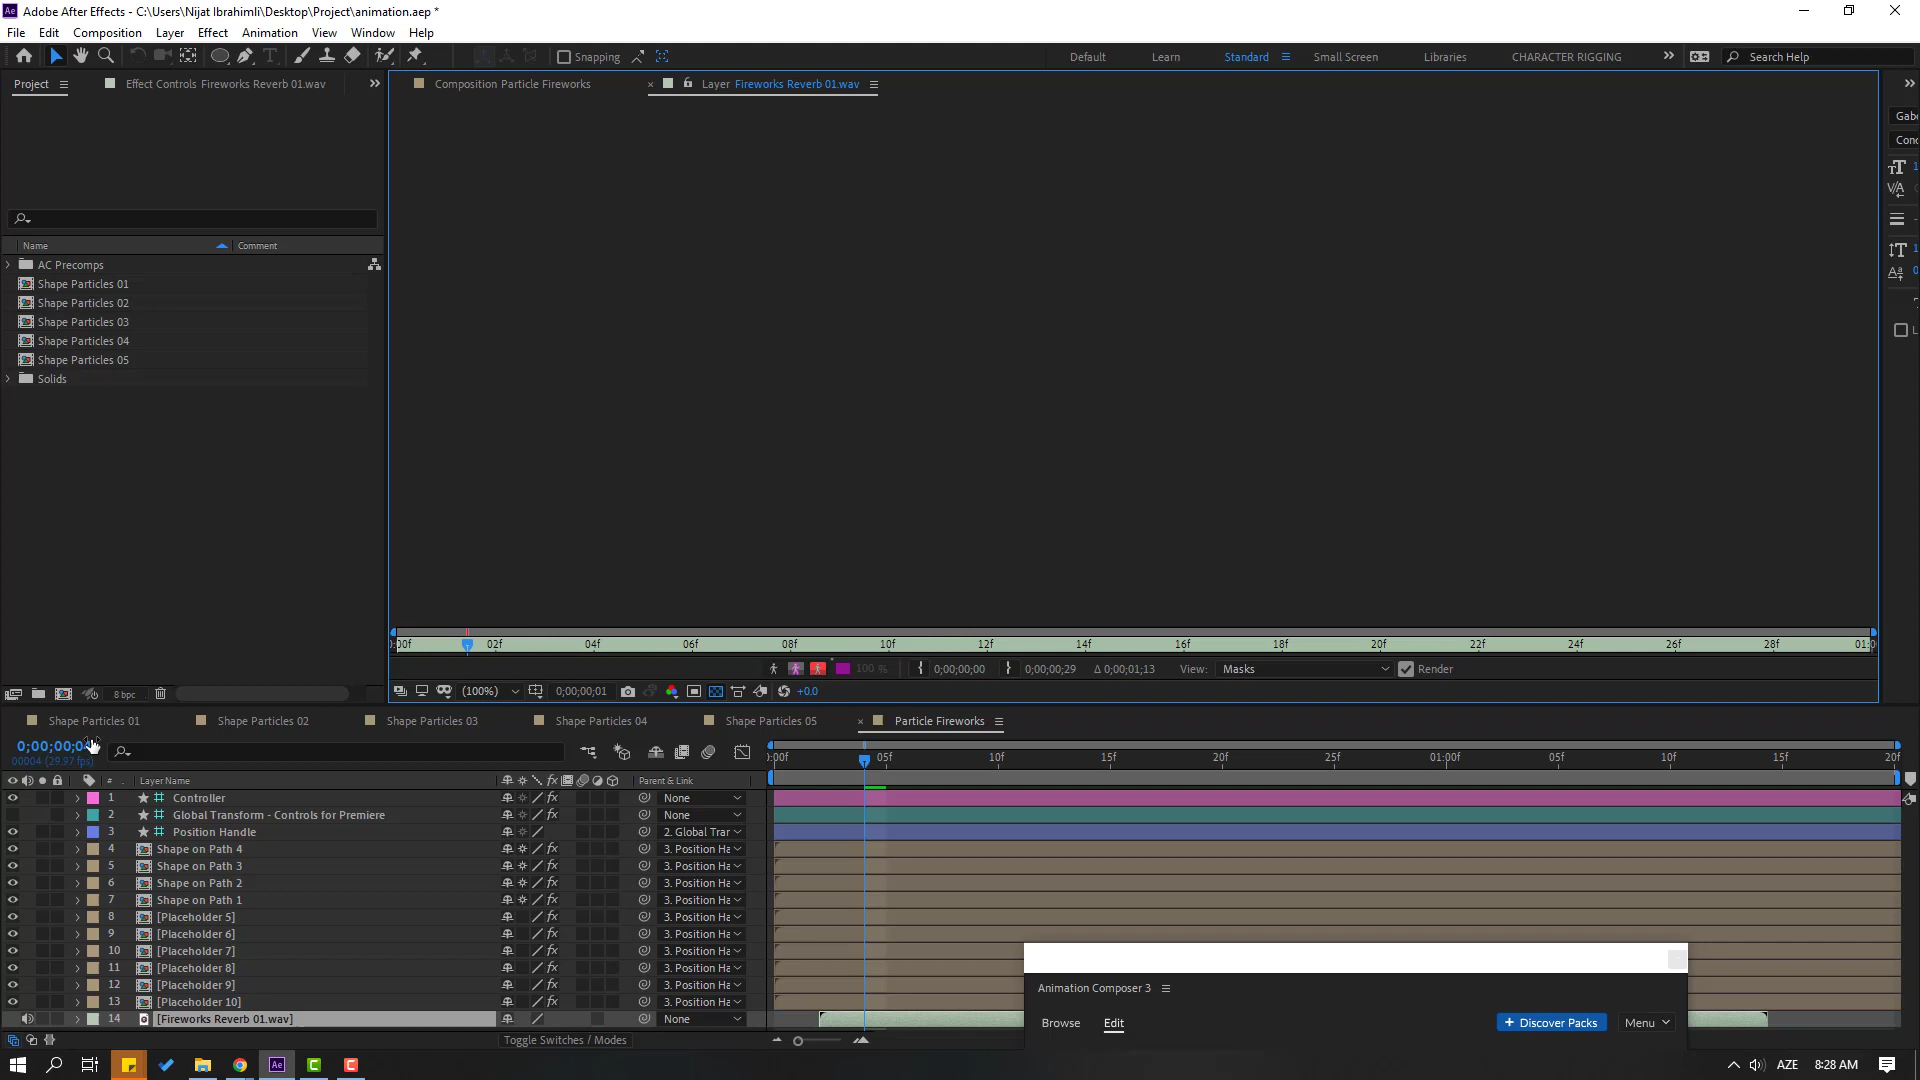 Adobe After Effects - C:\Users\Nijat Ibrahimli\Desktop\Project\animation.aep *
File Edit Composition Layer Effect Animation View Window Help
Snapping Default Learn Standard Small Screen Libraries CHARACTER RIGGING Search Help
Project Effect Controls Fireworks Reverb 01.wav Composition Particle Fireworks Layer Fireworks Reverb 01.wav
Name Comment
AC Precomps
Shape Particles 01
Shape Particles 02
Shape Particles 03
Shape Particles 04
Shape Particles 05
Solids
02f 04f 06f 08f 10f 12f 14f 16f 18f 20f 22f 24f 26f 28f
100 % 0;00;00;00 0;00;00;29 Δ 0;00;01;13 View: Masks Render
8 bpc (100%) 0;00;00;01 +0.0
Shape Particles 01 Shape Particles 02 Shape Particles 03 Shape Particles 04 Shape Particles 05 Particle Fireworks
00004 (29.97 fps)
05f 10f 15f 20f 25f 01:00f 05f 10f 15f 20f
# Layer Name Parent & Link
1 Controller None
2 Global Transform - Controls for Premiere None
3 Position Handle 2. Global Trar
4 Shape on Path 4 3. Position Ha
5 Shape on Path 3 3. Position Ha
6 Shape on Path 2 3. Position Ha
7 Shape on Path 1 3. Position Ha
8 [Placeholder 5] 3. Position Ha
9 [Placeholder 6] 3. Position Ha
10 [Placeholder 7] 3. Position Ha
11 [Placeholder 8] 3. Position Ha
12 [Placeholder 9] 3. Position Ha
13 [Placeholder 10] 3. Position Ha
14 [Fireworks Reverb 01.wav] None
Toggle Switches / Modes
Animation Composer 3
Browse Edit + Discover Packs Menu
AZE 8:28 AM